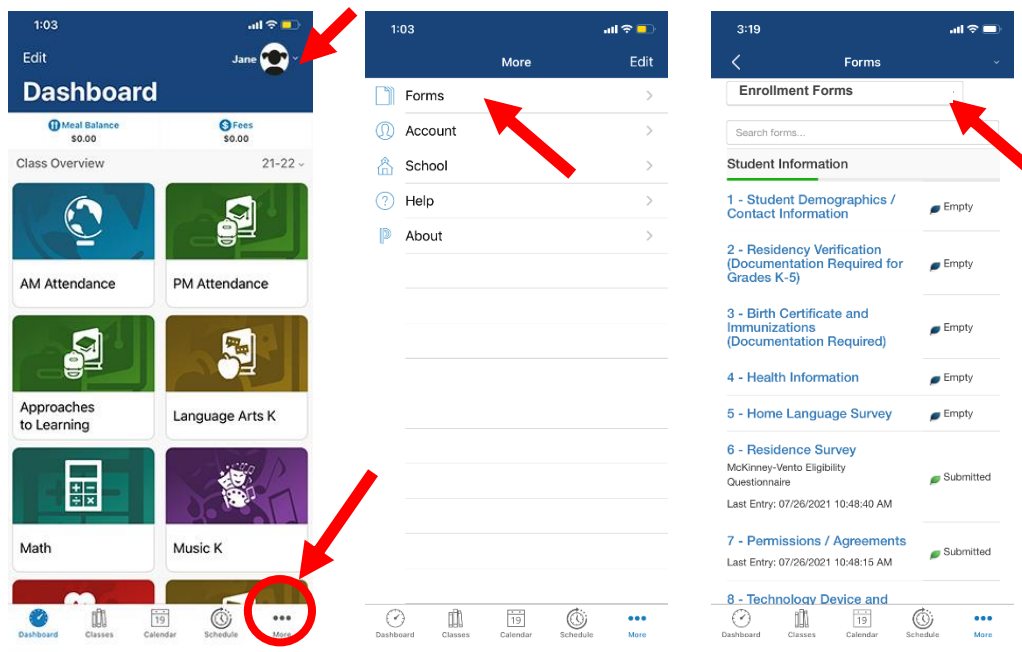 1:03
Edit
Jane
Dashboard
Meal Balance
$0.00
Fees
$0.00
Class Overview
21-22
AM Attendance
PM Attendance
Approaches
to Learning
Language Arts K
Math
Music K
19
Dashboard
Classes
Calendar
Schedule
More
1:03
More
Edit
Forms
Account
School
Help
About
19
Dashboard
Classes
Calendar
Schedule
More
3:19
Forms
Enrollment Forms
Search forms...
Student Information
1 - Student Demographics /
Contact Information
Empty
2 - Residency Verification
(Documentation Required for
Grades K-5)
Empty
3 - Birth Certificate and
Immunizations
(Documentation Required)
Empty
4 - Health Information
Empty
5 - Home Language Survey
Empty
6 - Residence Survey
McKinney-Vento Eligibility
Questionnaire
Submitted
Last Entry: 07/26/2021 10:48:40 AM
7 - Permissions / Agreements
Submitted
Last Entry: 07/26/2021 10:48:15 AM
8 - Technology Device and
19
Dashboard
Classes
Calendar
Schedule
More